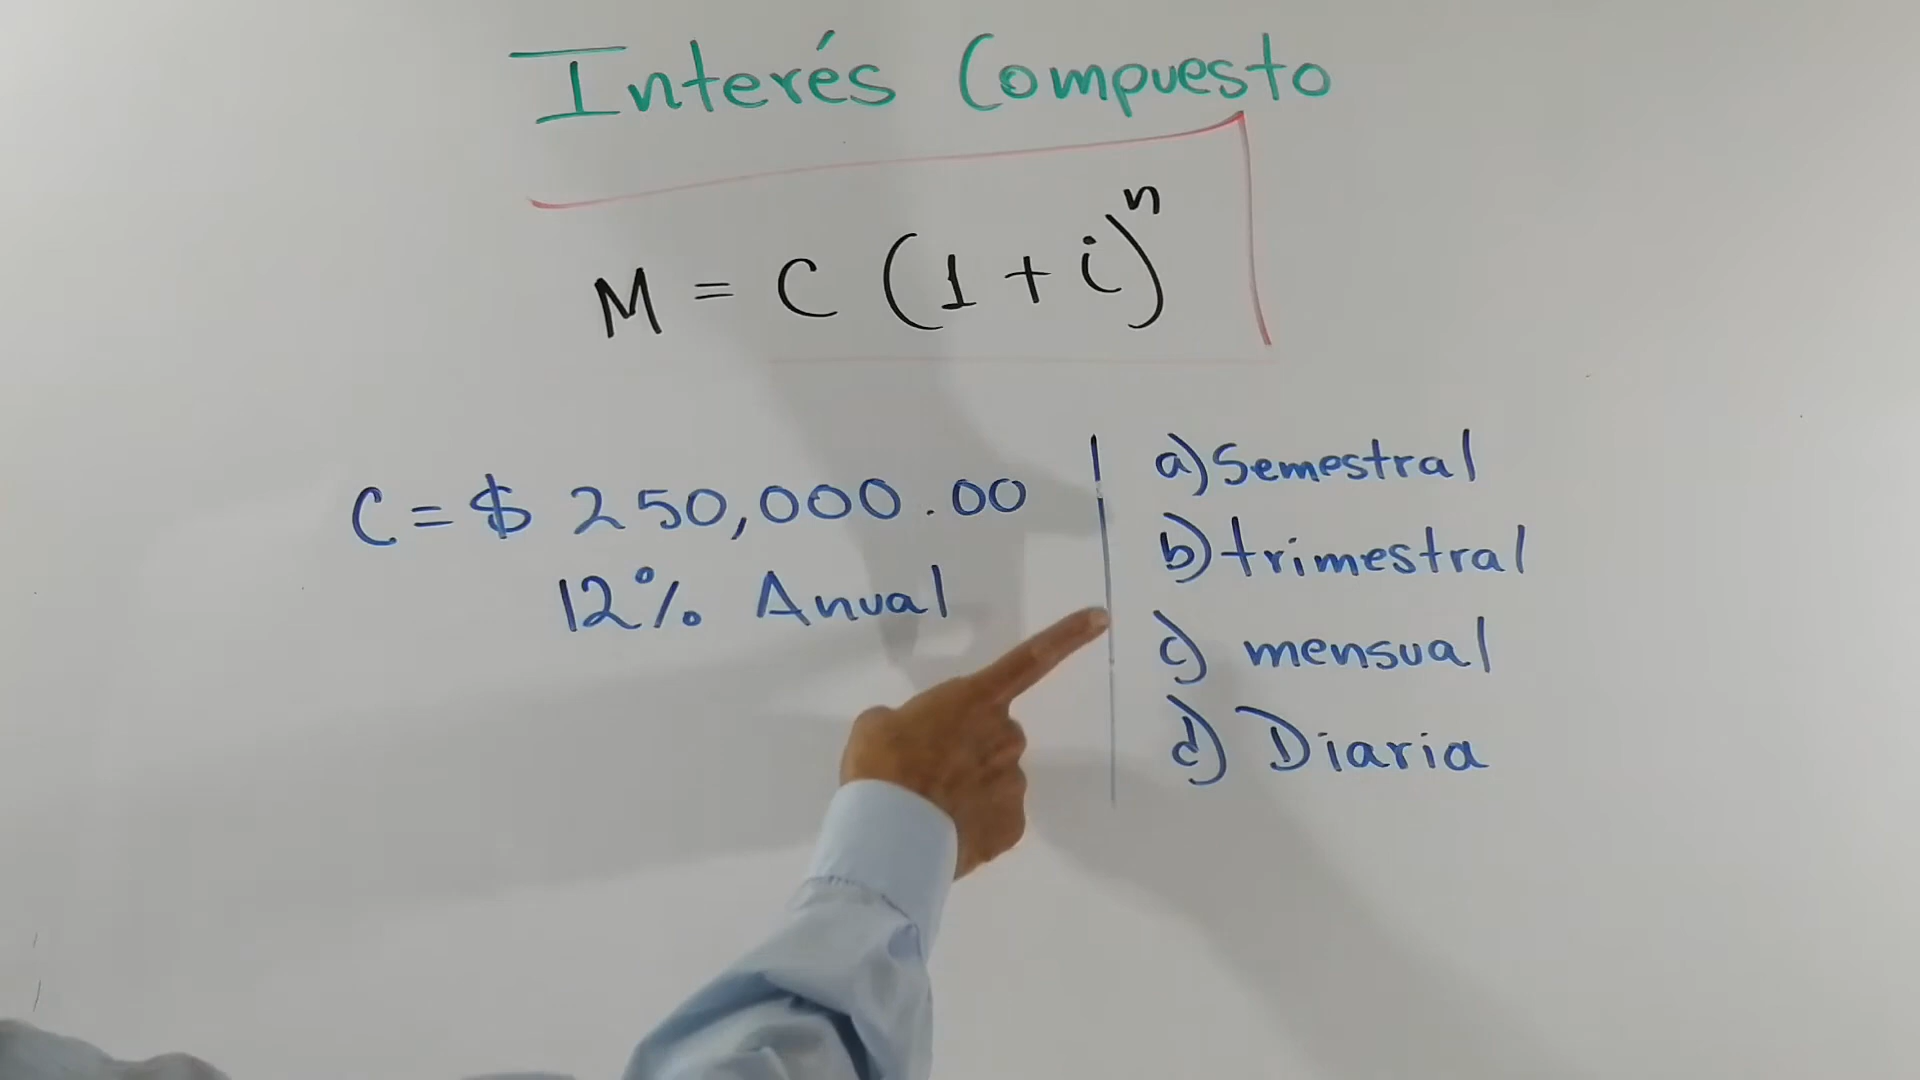 Interés Compuesto
M = C (1 + i)^n
C = $ 250,000.00
12% Anual
a) Semestral
b) trimestral
c) mensual
d) Diaria